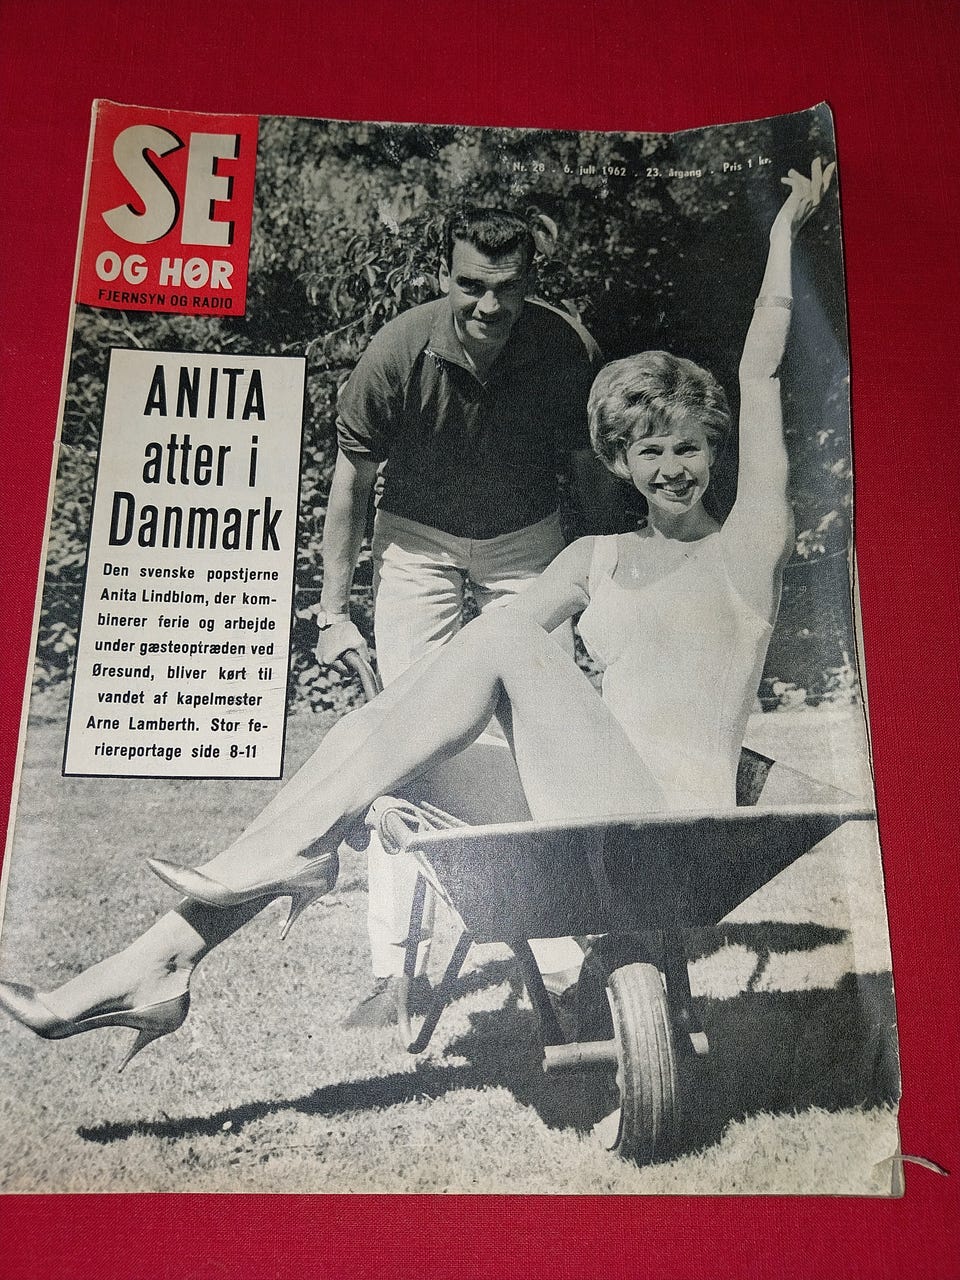 SE
OG HØR
FJERNSYN OG RADIO
Nr. 28 . 6. juli 1962 . 23. årgang . Pris 1 kr.
ANITA
atter i
Danmark
Den svenske popstjerne
Anita Lindblom, der kom-
binerer ferie og arbejde
under gæsteoptræden ved
Øresund, bliver kørt til
vandet af kapelmester
Arne Lamberth. Stor fe-
riereportage side 8-11